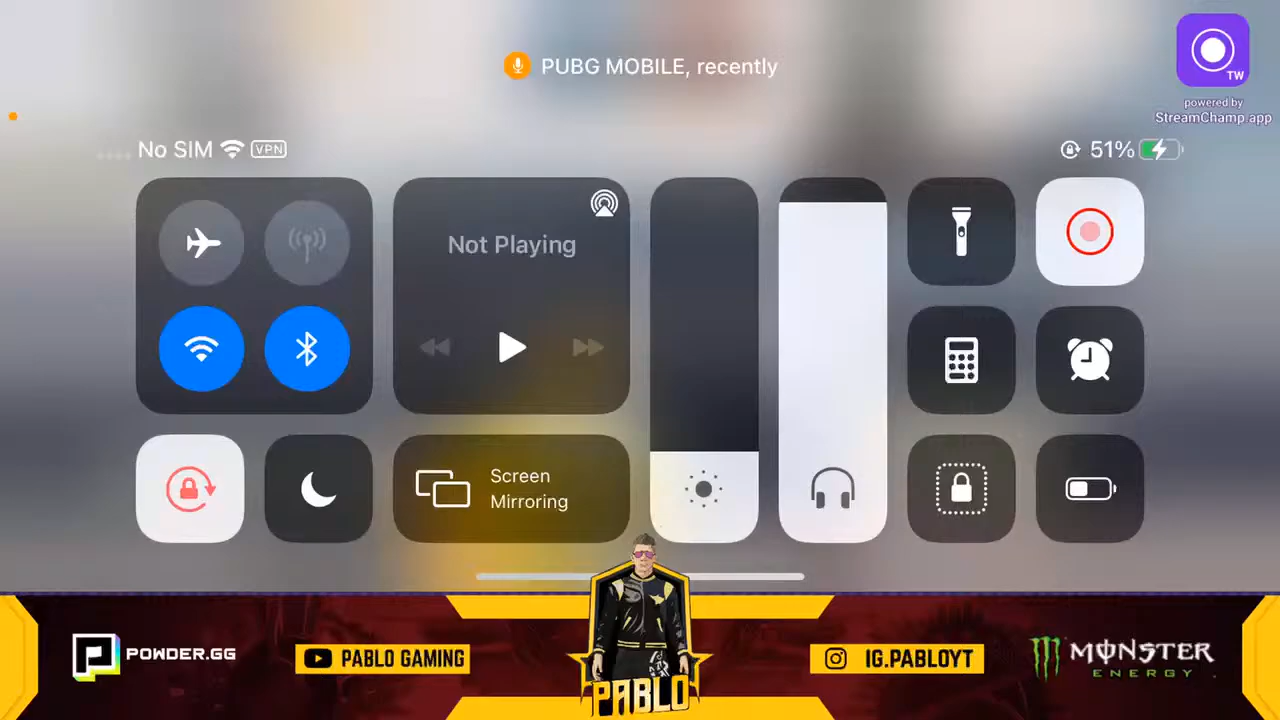 PUBG MOBILE, recently
TW
powered by
StreamChamp.app
No SIM VPN
51%
Not Playing
Screen
Mirroring
POWDER.GG
PABLO GAMING
PABLO
IG.PABLOYT
MONSTER
ENERGY